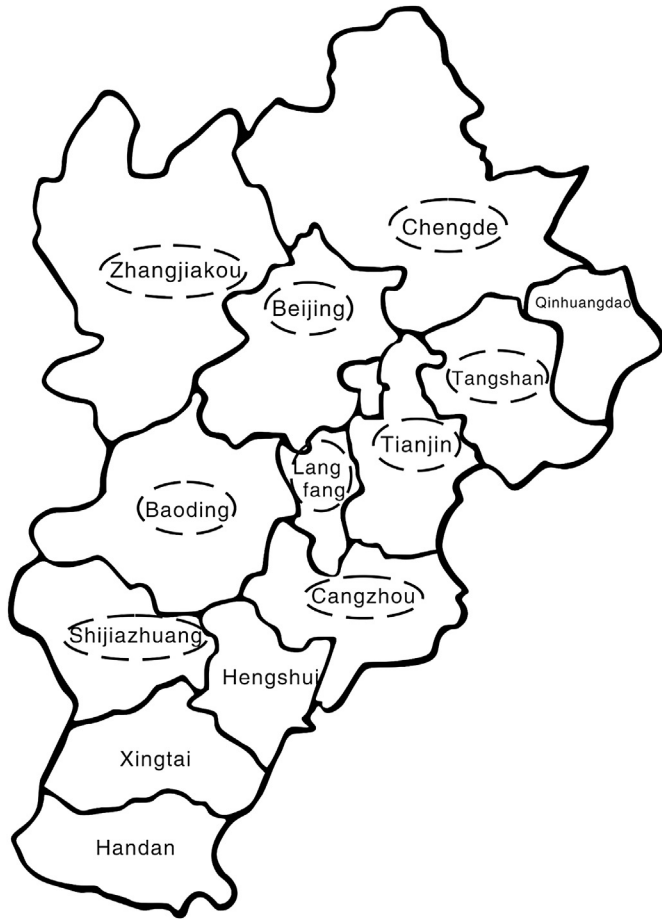 Chengde
Zhangjiakou
Beijing
Qinhuangdao
Tangshan
Tianjin
Lang
fang
Baoding
Cangzhou
Shijiazhuang
Hengshui
Xingtai
Handan